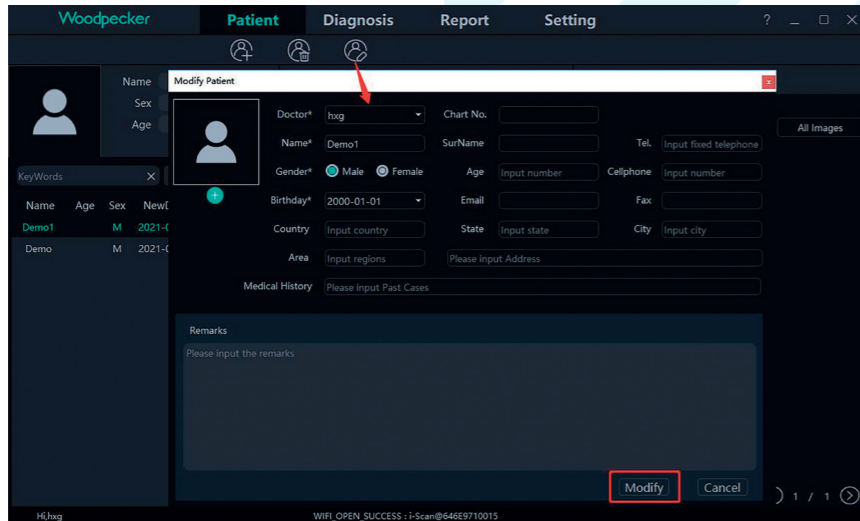 Woodpecker Patient Diagnosis Report Setting ?
Name
Sex
Age
Modify Patient
x
All Images
Doctor* hxg Chart No.
Name* Demo1 SurName Tel. Input fixed telephone
Gender* Male Female Age Input number Cellphone Input number
Birthday* 2000-01-01 Email Fax
Country Input country State Input state City Input city
Area Input regions Please input Address
Medical History Please input Past Cases
KeyWords
Name Age Sex New
Demo1 M 2021-0
Demo M 2021-0
Remarks
Please input the remarks
Modify Cancel
1 / 1
Hi,hxg WIFI_OPEN_SUCCESS : i-Scan@646E9710015